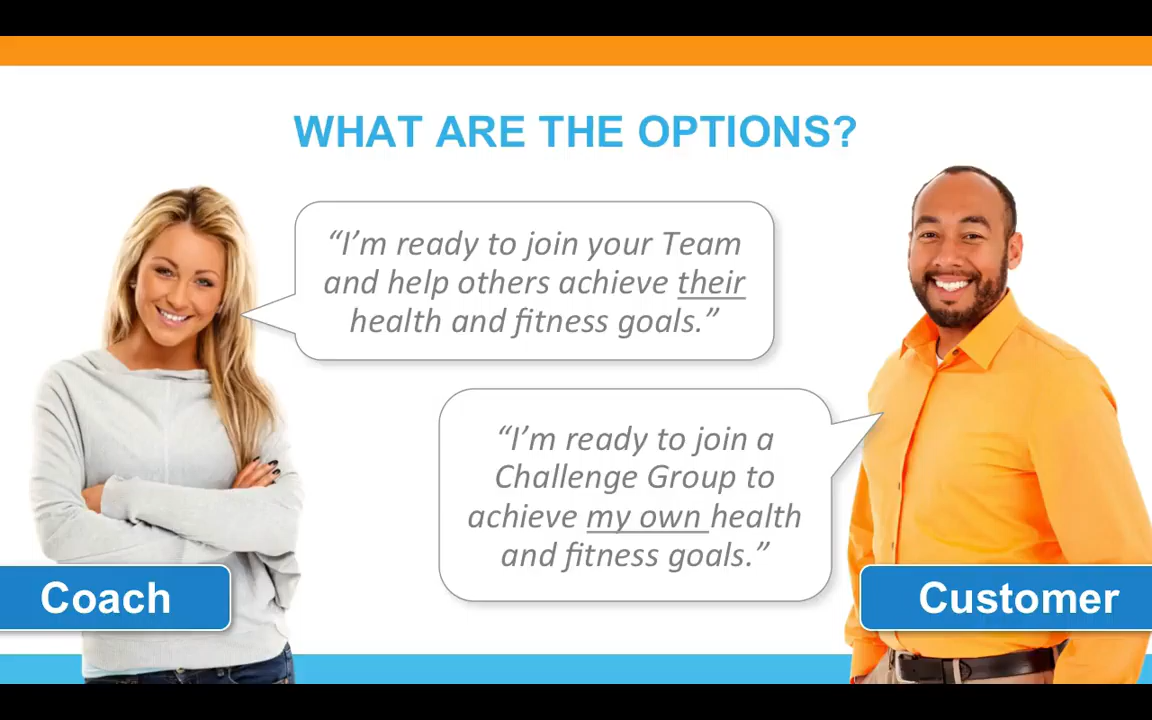 WHAT ARE THE OPTIONS?
“I’m ready to join your Team
and help others achieve their
health and fitness goals.”
“I’m ready to join a
Challenge Group to
achieve my own health
and fitness goals.”
Coach
Customer